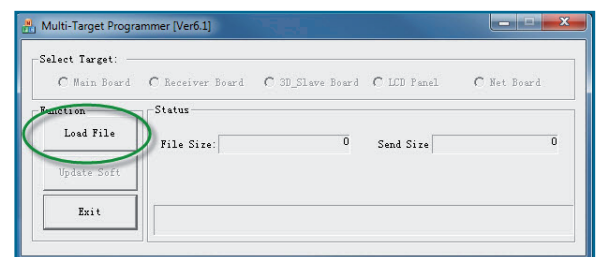 Multi-Target Programmer [Ver6.1]
Select Target:
Main Board Receiver Board 3D_Slave Board LCD Panel Net Board
Function Status
Load File
File Size: 0 Send Size 0
Update Soft
Exit